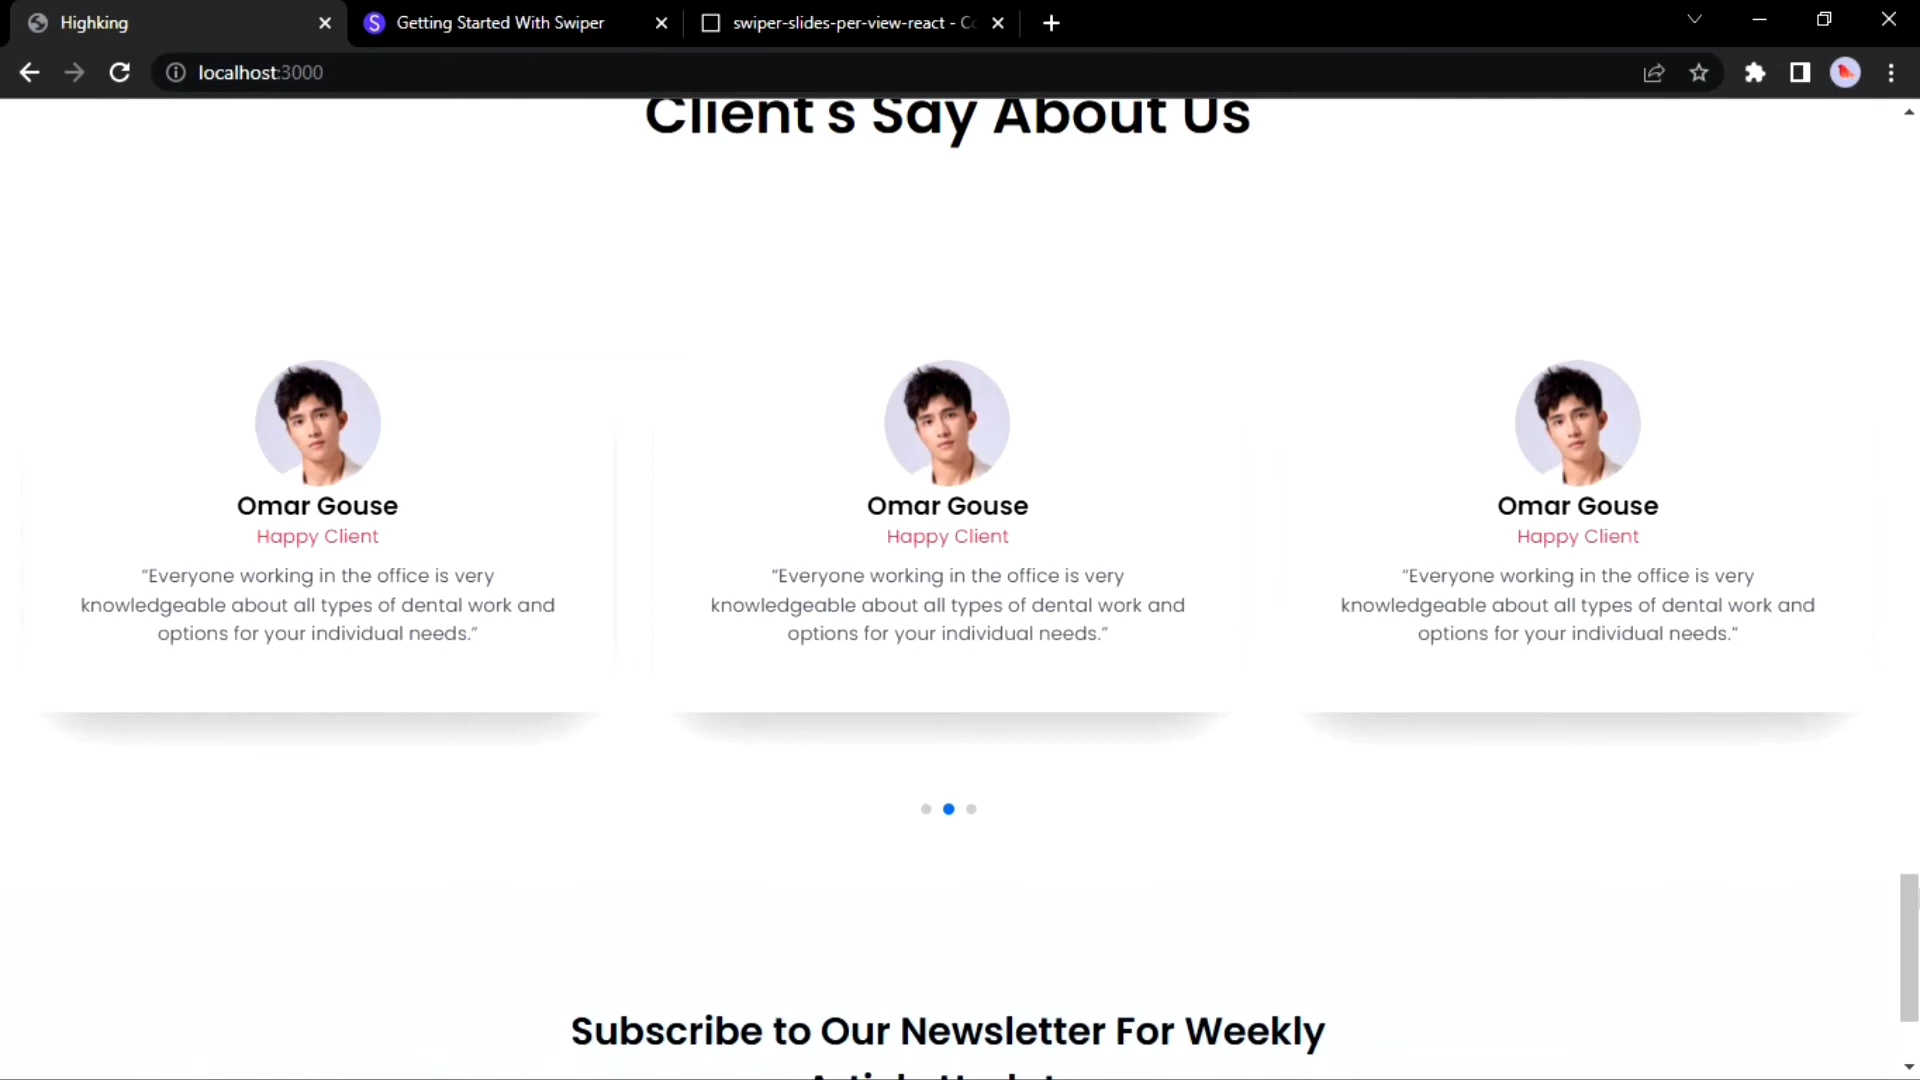 Highking
Getting Started With Swiper
swiper-slides-per-view-react - Co
localhost:3000
Client's Say About Us
Omar Gouse
Happy Client
“Everyone working in the office is very
knowledgeable about all types of dental work and
options for your individual needs.”
Omar Gouse
Happy Client
“Everyone working in the office is very
knowledgeable about all types of dental work and
options for your individual needs.”
Omar Gouse
Happy Client
“Everyone working in the office is very
knowledgeable about all types of dental work and
options for your individual needs.”
Subscribe to Our Newsletter For Weekly